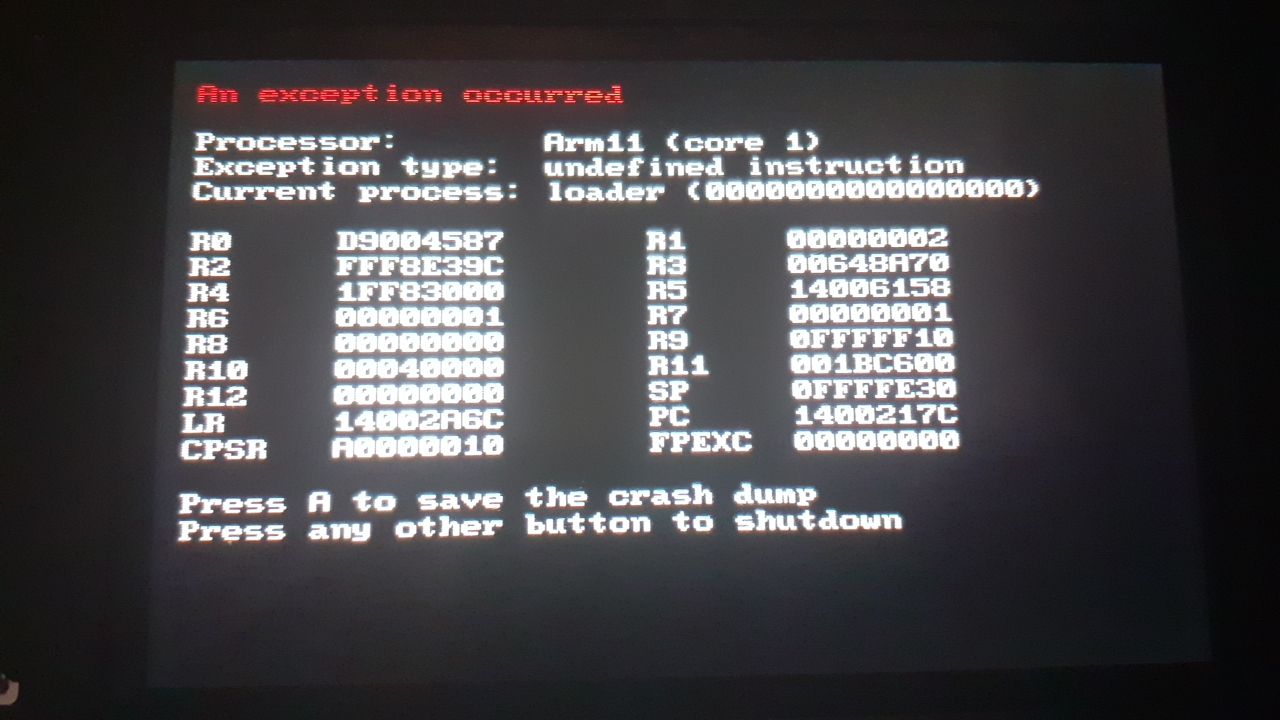 An exception occurred
Processor: Arm11 (core 1)
Exception type: undefined instruction
Current process: loader (0000000000000000)
R0 D9004587 R1 00000002
R2 FFF8E39C R3 00648A70
R4 1FF83000 R5 14006158
R6 00000001 R7 00000001
R8 00000000 R9 0FFFFF10
R10 00040000 R11 001BC600
R12 00000000 SP 0FFFFE30
LR 14002A6C PC 1400217C
CPSR A0000010 FPEXC 00000000
Press A to save the crash dump
Press any other button to shutdown